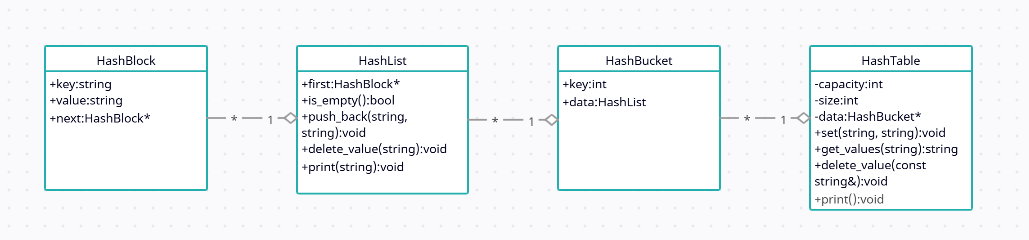 HashBlock
+key:string
+value:string
+next:HashBlock*
* 1
HashList
+first:HashBlock*
+is_empty():bool
+push_back(string,
string):void
+delete_value(string):void
+print(string):void
* 1
HashBucket
+key:int
+data:HashList
* 1
HashTable
-capacity:int
-size:int
-data:HashBucket*
+set(string, string):void
+get_values(string):string
+delete_value(const
string&):void
+print():void